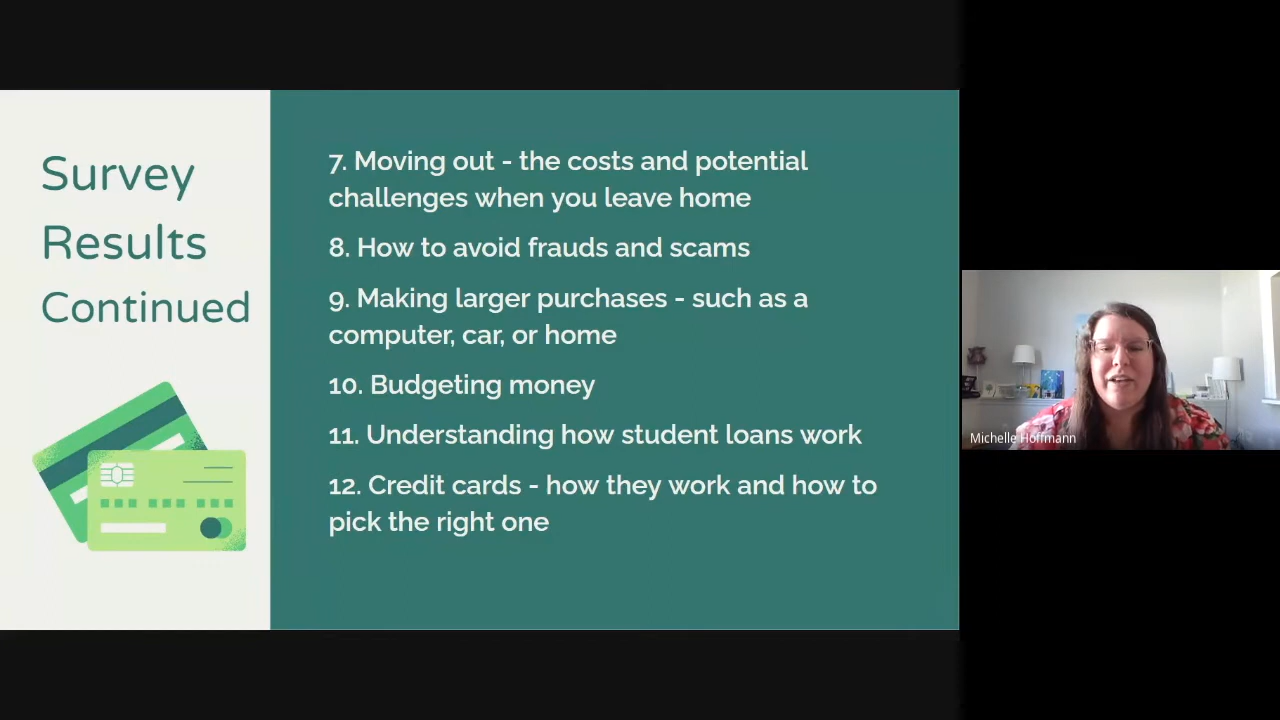 Survey
Results
Continued
7. Moving out - the costs and potential
challenges when you leave home
8. How to avoid frauds and scams
9. Making larger purchases - such as a
computer, car, or home
10. Budgeting money
11. Understanding how student loans work
12. Credit cards - how they work and how to
pick the right one
Michelle Hoffmann